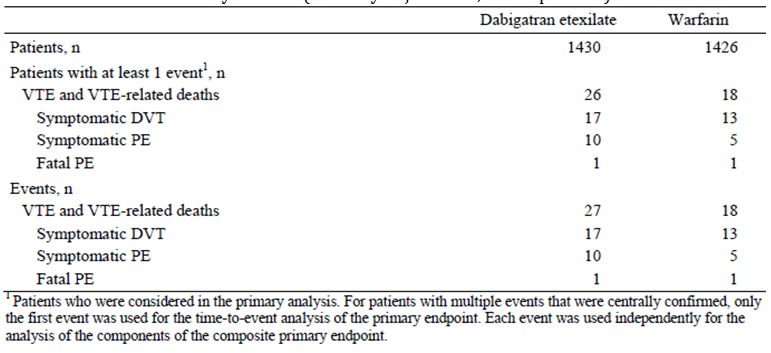 Dabigatran etexilate Warfarin
Patients, n 1430 1426
Patients with at least 1 event1, n
VTE and VTE-related deaths 26 18
Symptomatic DVT 17 13
Symptomatic PE 10 5
Fatal PE 1 1
Events, n
VTE and VTE-related deaths 27 18
Symptomatic DVT 17 13
Symptomatic PE 10 5
Fatal PE 1 1
1 Patients who were considered in the primary analysis. For patients with multiple events that were centrally confirmed, only
the first event was used for the time-to-event analysis of the primary endpoint. Each event was used independently for the
analysis of the components of the composite primary endpoint.